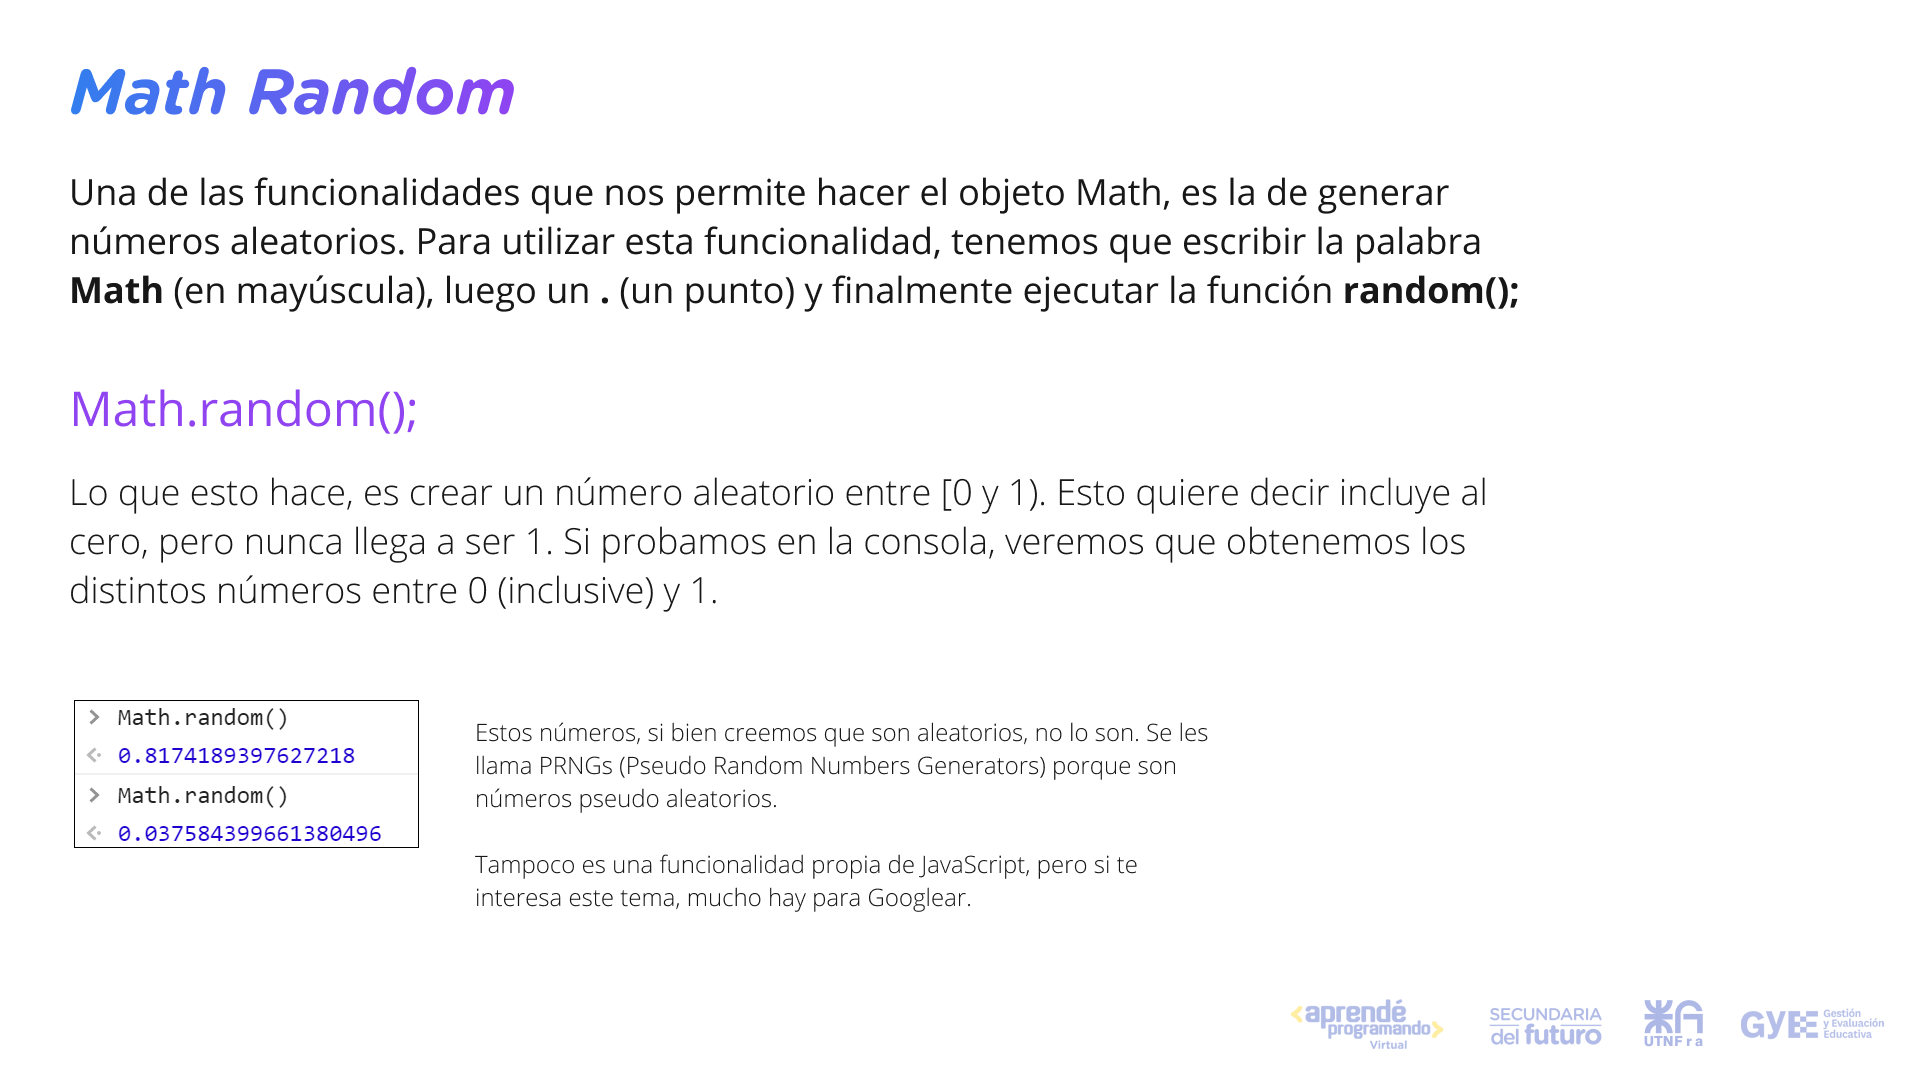 Math Random
Una de las funcionalidades que nos permite hacer el objeto Math, es la de generar
números aleatorios. Para utilizar esta funcionalidad, tenemos que escribir la palabra
Math (en mayúscula), luego un . (un punto) y finalmente ejecutar la función random();
Math.random();
Lo que esto hace, es crear un número aleatorio entre [0 y 1). Esto quiere decir incluye al
cero, pero nunca llega a ser 1. Si probamos en la consola, veremos que obtenemos los
distintos números entre 0 (inclusive) y 1.
Math.random()
0.8174189397627218
Math.random()
0.037584399661380496
Estos números, si bien creemos que son aleatorios, no lo son. Se les
llama PRNGs (Pseudo Random Numbers Generators) porque son
números pseudo aleatorios.
Tampoco es una funcionalidad propia de JavaScript, pero si te
interesa este tema, mucho hay para Googlear.
<aprendé
programando>
Virtual
SECUNDARIA
del futuro
UTNFra
GYEE
Gestión
y Evaluación
Educativa